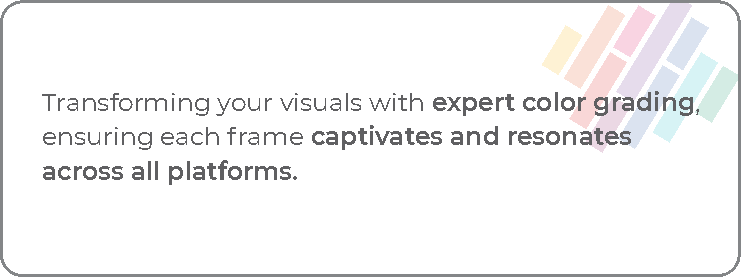 Transforming your visuals with expert color grading,
ensuring each frame captivates and resonates
across all platforms.